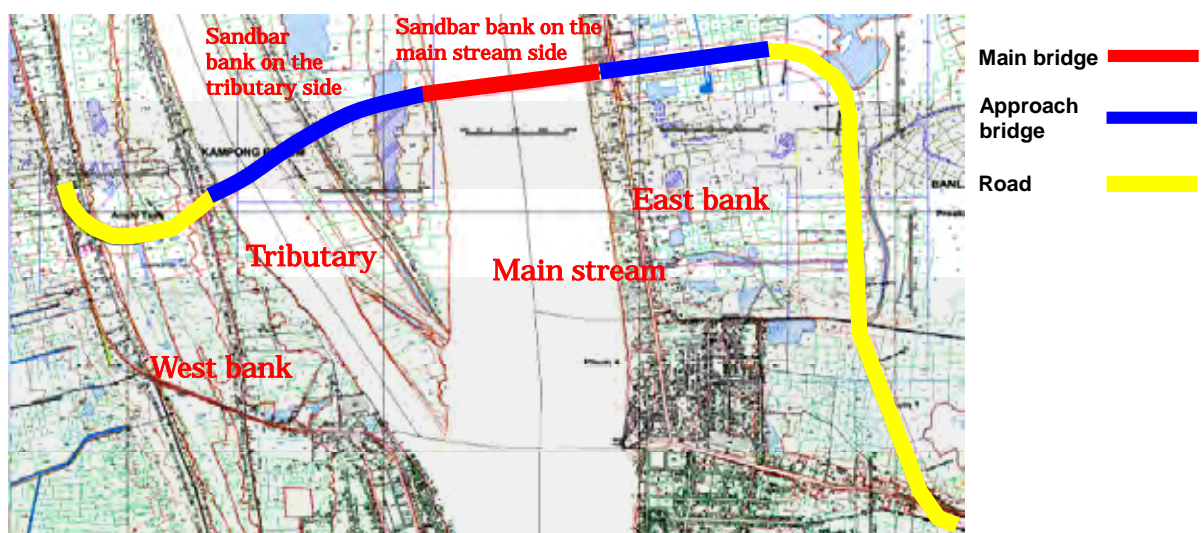 Sandbar
bank on the
tributary side
Sandbar bank on the
main stream side
Main bridge
Approach
bridge
Road
East bank
Tributary
Main stream
West bank